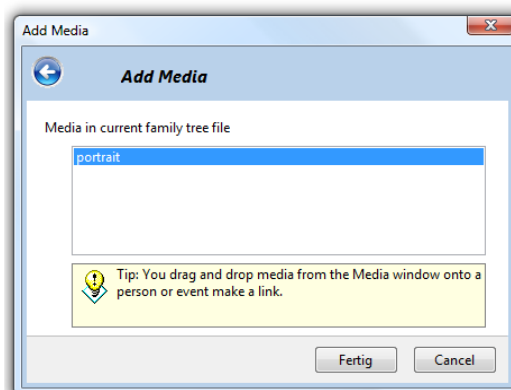 Add Media
Add Media
Media in current family tree file
portrait
Tip: You drag and drop media from the Media window onto a
person or event make a link.
Fertig
Cancel